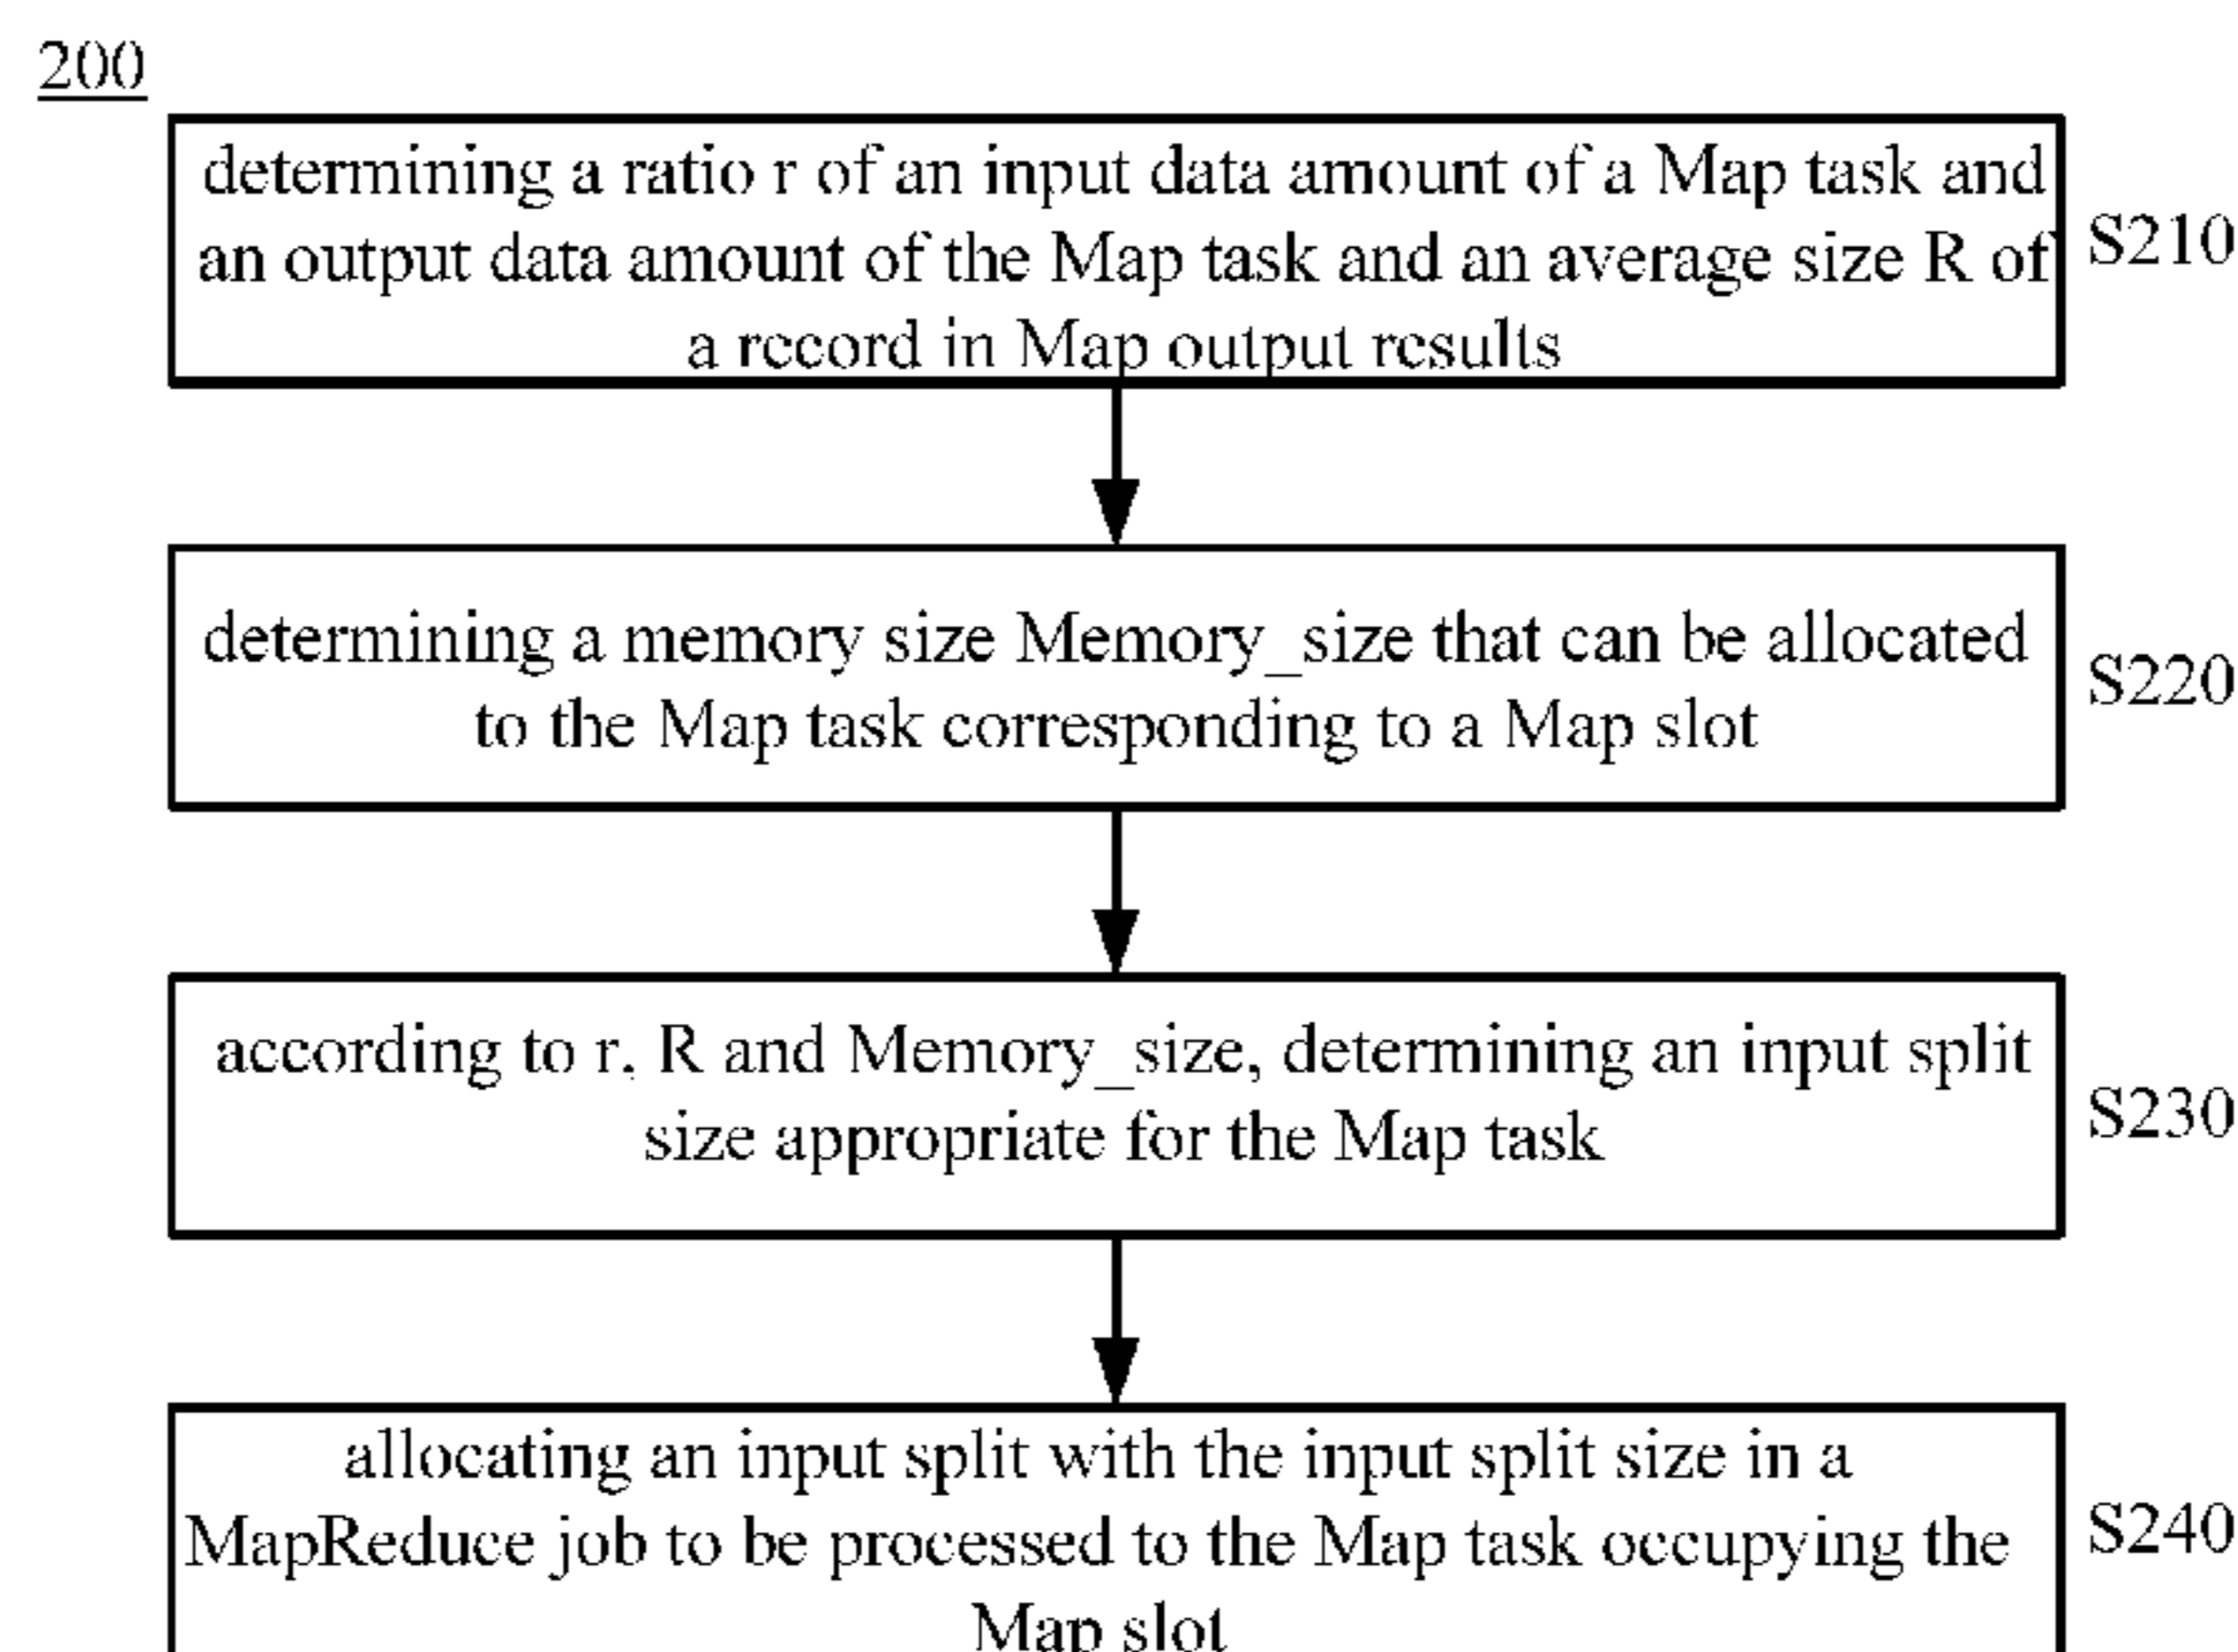 200
determining a ratio r of an input data amount of a Map task and
an output data amount of the Map task and an average size R of
a record in Map output results
S210
determining a memory size Memory_size that can be allocated
to the Map task corresponding to a Map slot
S220
according to r, R and Memory_size, determining an input split
size appropriate for the Map task
S230
allocating an input split with the input split size in a
MapReduce job to be processed to the Map task occupying the
Map slot
S240